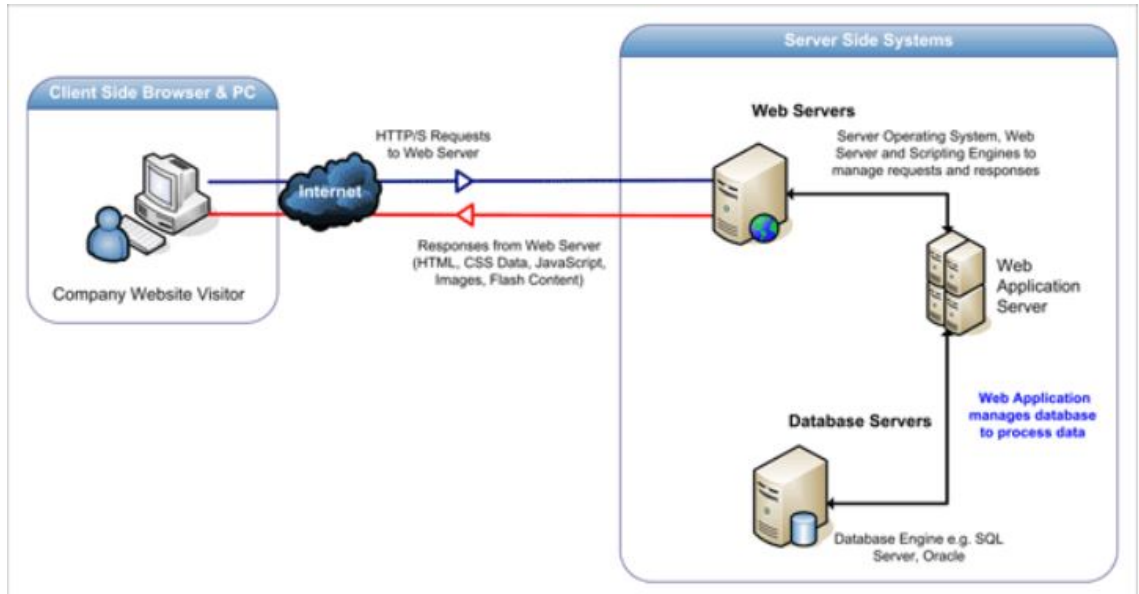 Server Side Systems
Client Side Browser & PC
HTTP/S Requests
to Web Server
Internet
Responses from Web Server
(HTML, CSS Data, JavaScript,
Images, Flash Content)
Company Website Visitor
Web Servers
Server Operating System, Web
Server and Scripting Engines to
manage requests and responses
Web
Application
Server
Web Application
manages database
to process data
Database Servers
Database Engine e.g. SQL
Server, Oracle